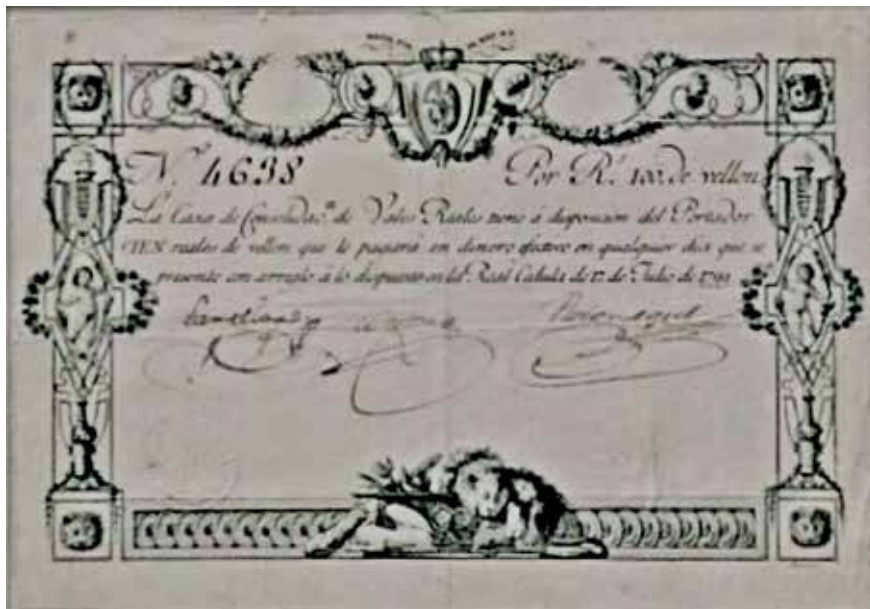 N.º 4638 Por R.ˢ 100. de vellon
La Caxa de Consolidac.ⁿ de Vales Reales tiene á disposicion del Portador
CIEN reales de vellon que le pagará en dinero efectivo en qualquier dia que se
presente con arreglo á lo dispuesto en la Real Cedula de 17. de Julio de